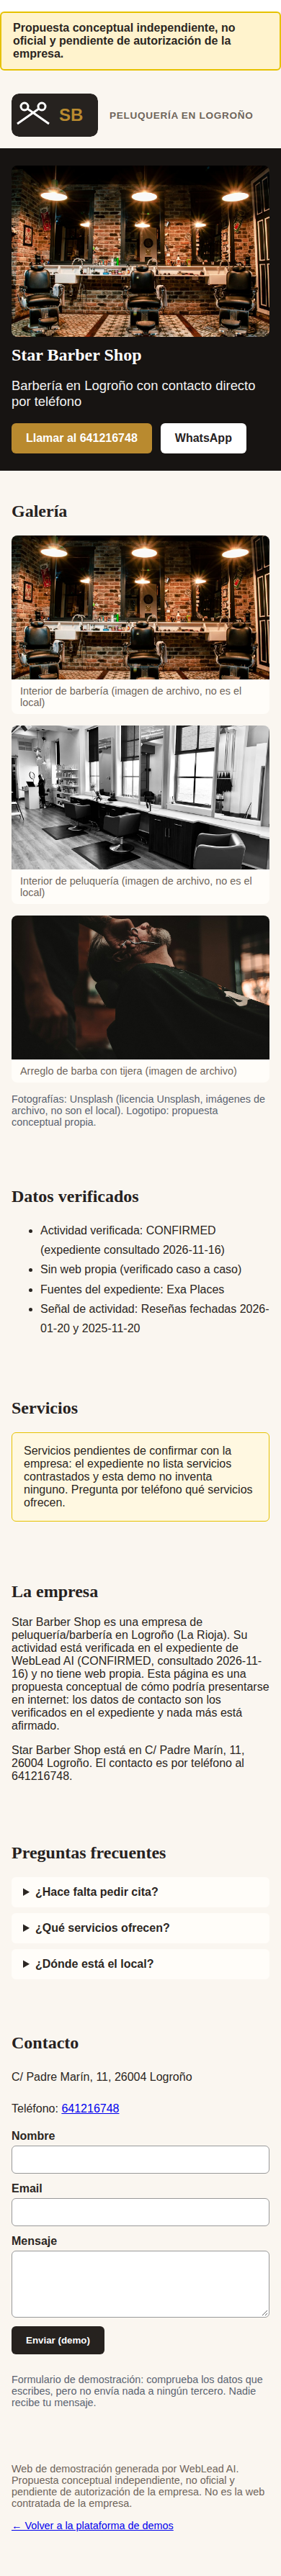 Propuesta conceptual independiente, no
oficial y pendiente de autorización de la
empresa.
SB
PELUQUERÍA EN LOGROÑO
Star Barber Shop
Barbería en Logroño con contacto directo
por teléfono
Llamar al 641216748
WhatsApp
Galería
Interior de barbería (imagen de archivo, no es el
local)
Interior de peluquería (imagen de archivo, no es el
local)
Arreglo de barba con tijera (imagen de archivo)
Fotografías: Unsplash (licencia Unsplash, imágenes de
archivo, no son el local). Logotipo: propuesta
conceptual propia.
Datos verificados
• Actividad verificada: CONFIRMED
(expediente consultado 2026-11-16)
• Sin web propia (verificado caso a caso)
• Fuentes del expediente: Exa Places
• Señal de actividad: Reseñas fechadas 2026-
01-20 y 2025-11-20
Servicios
Servicios pendientes de confirmar con la
empresa: el expediente no lista servicios
contrastados y esta demo no inventa
ninguno. Pregunta por teléfono qué servicios
ofrecen.
La empresa
Star Barber Shop es una empresa de
peluquería/barbería en Logroño (La Rioja). Su
actividad está verificada en el expediente de
WebLead AI (CONFIRMED, consultado 2026-11-
16) y no tiene web propia. Esta página es una
propuesta conceptual de cómo podría presentarse
en internet: los datos de contacto son los
verificados en el expediente y nada más está
afirmado.
Star Barber Shop está en C/ Padre Marín, 11,
26004 Logroño. El contacto es por teléfono al
641216748.
Preguntas frecuentes
▶ ¿Hace falta pedir cita?
▶ ¿Qué servicios ofrecen?
▶ ¿Dónde está el local?
Contacto
C/ Padre Marín, 11, 26004 Logroño
Teléfono: 641216748
Nombre
Email
Mensaje
Enviar (demo)
Formulario de demostración: comprueba los datos que
escribes, pero no envía nada a ningún tercero. Nadie
recibe tu mensaje.
Web de demostración generada por WebLead AI.
Propuesta conceptual independiente, no oficial y
pendiente de autorización de la empresa. No es la web
contratada de la empresa.
← Volver a la plataforma de demos